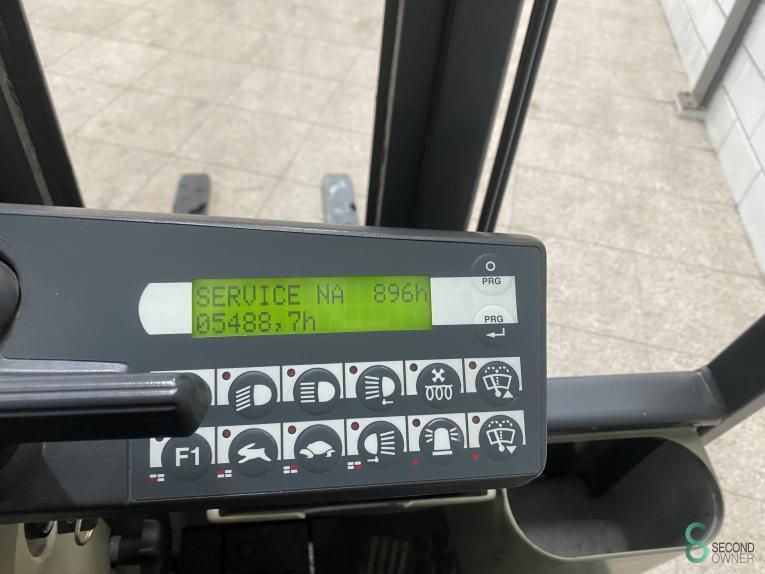 SERVICE NA 896h
05488,7h
PRG
PRG
F1
SECOND
OWNER